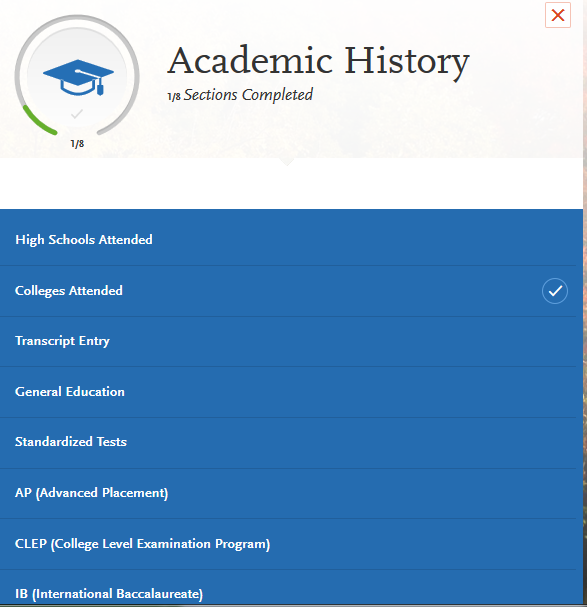 Academic History
1/8 Sections Completed
1/8
High Schools Attended
Colleges Attended
Transcript Entry
General Education
Standardized Tests
AP (Advanced Placement)
CLEP (College Level Examination Program)
IB (International Baccalaureate)